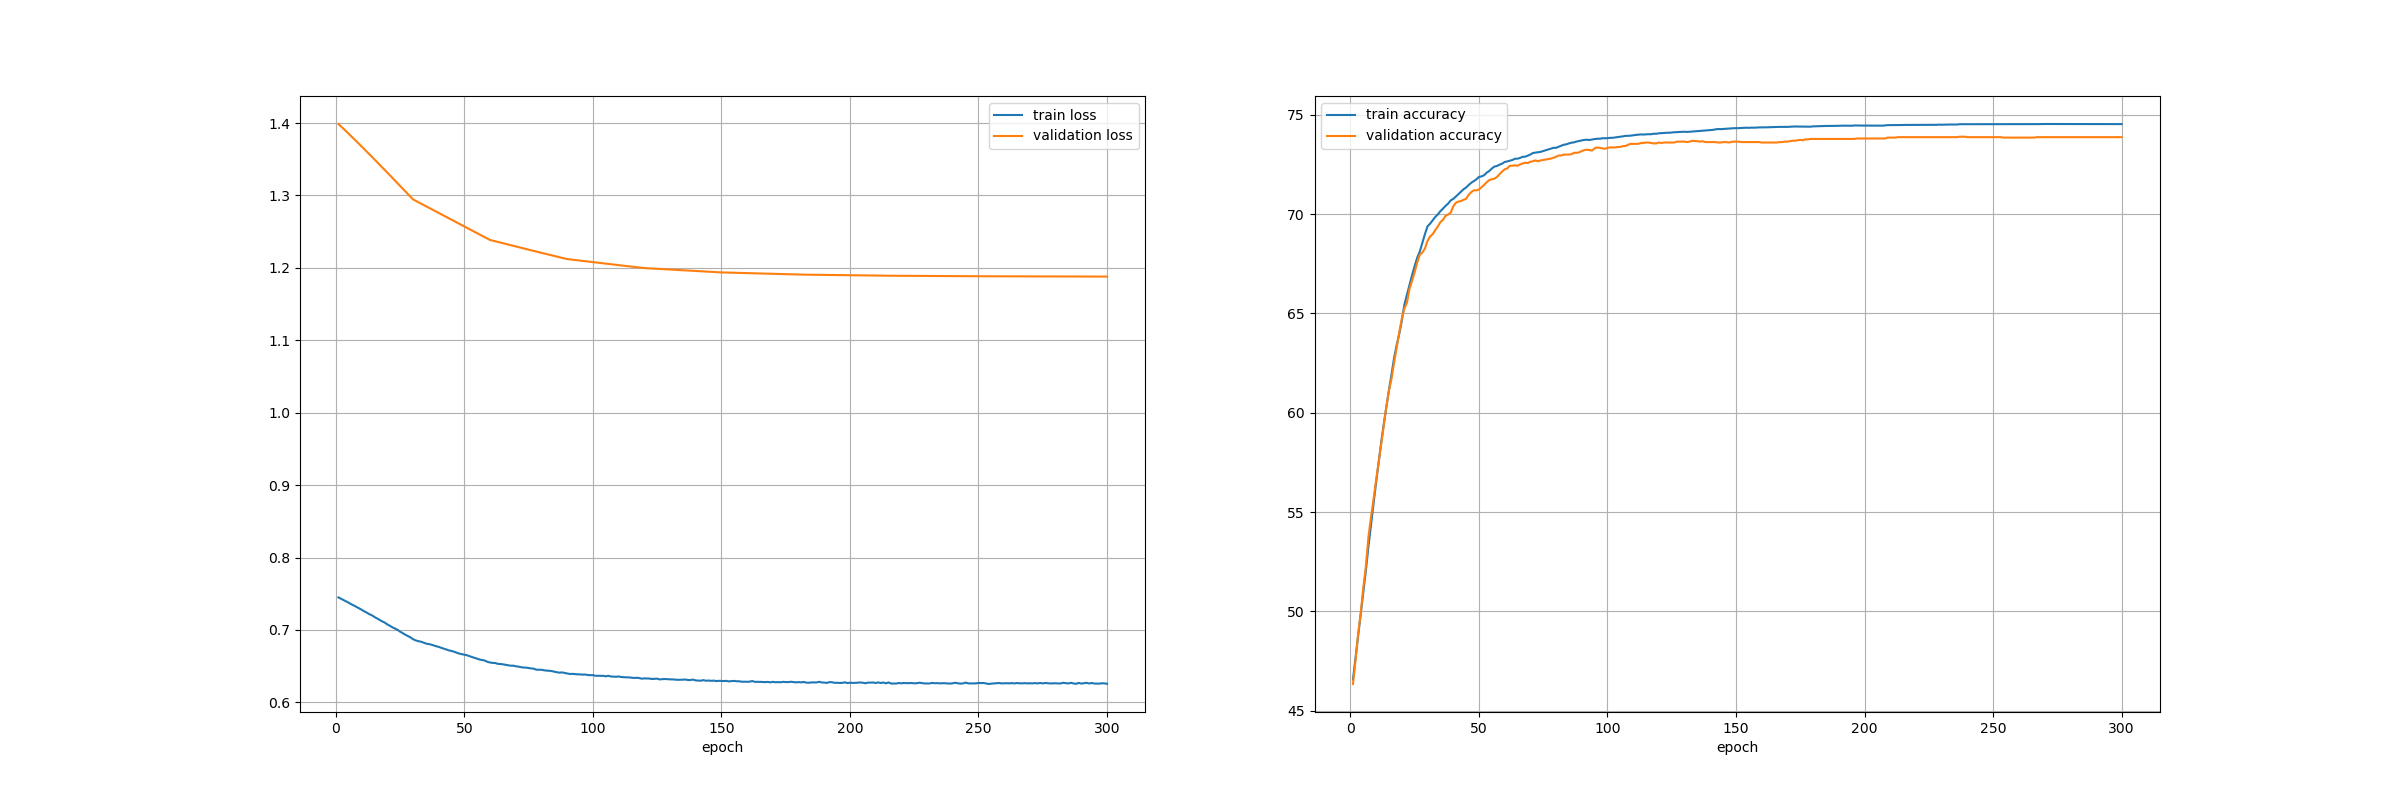 train loss
validation loss
1.4
1.3
1.2
1.1
1.0
0.9
0.8
0.7
0.6
0 50 100 150 200 250 300
epoch
train accuracy
validation accuracy
75
70
65
60
55
50
45
0 50 100 150 200 250 300
epoch